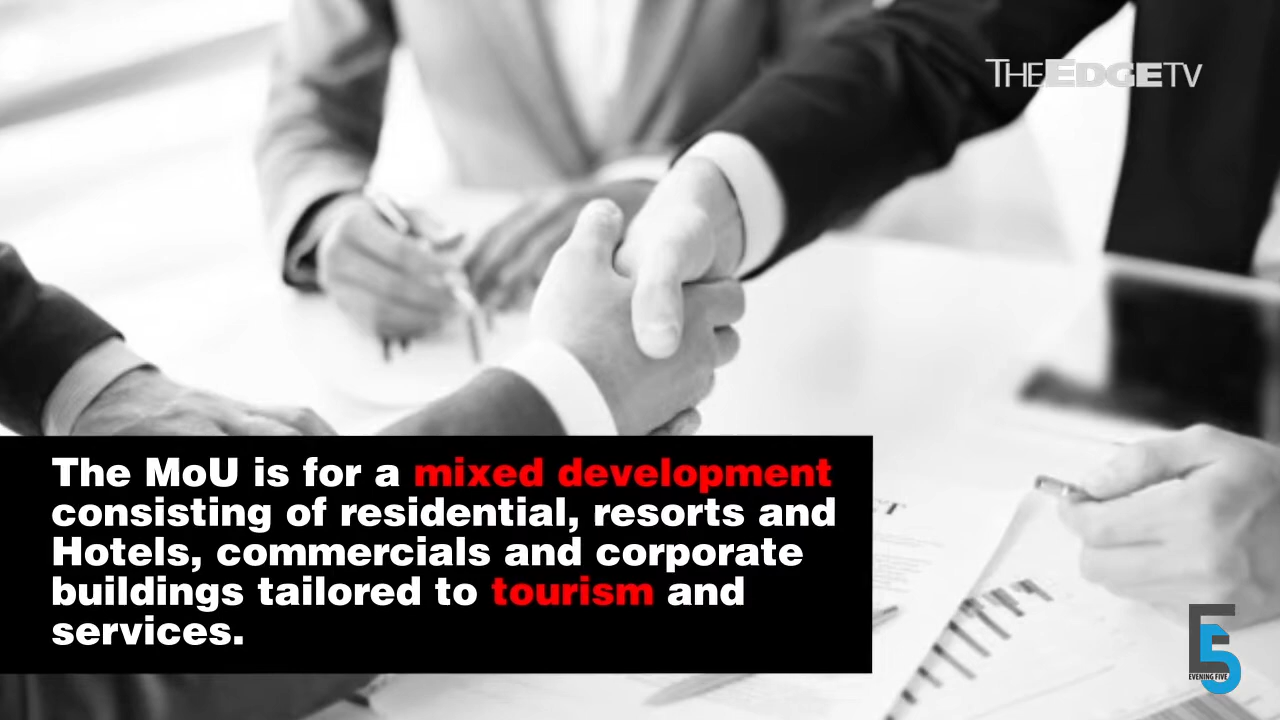 THEEDGETV
The MoU is for a mixed development
consisting of residential, resorts and
Hotels, commercials and corporate
buildings tailored to tourism and
services.
E5
EVENING FIVE